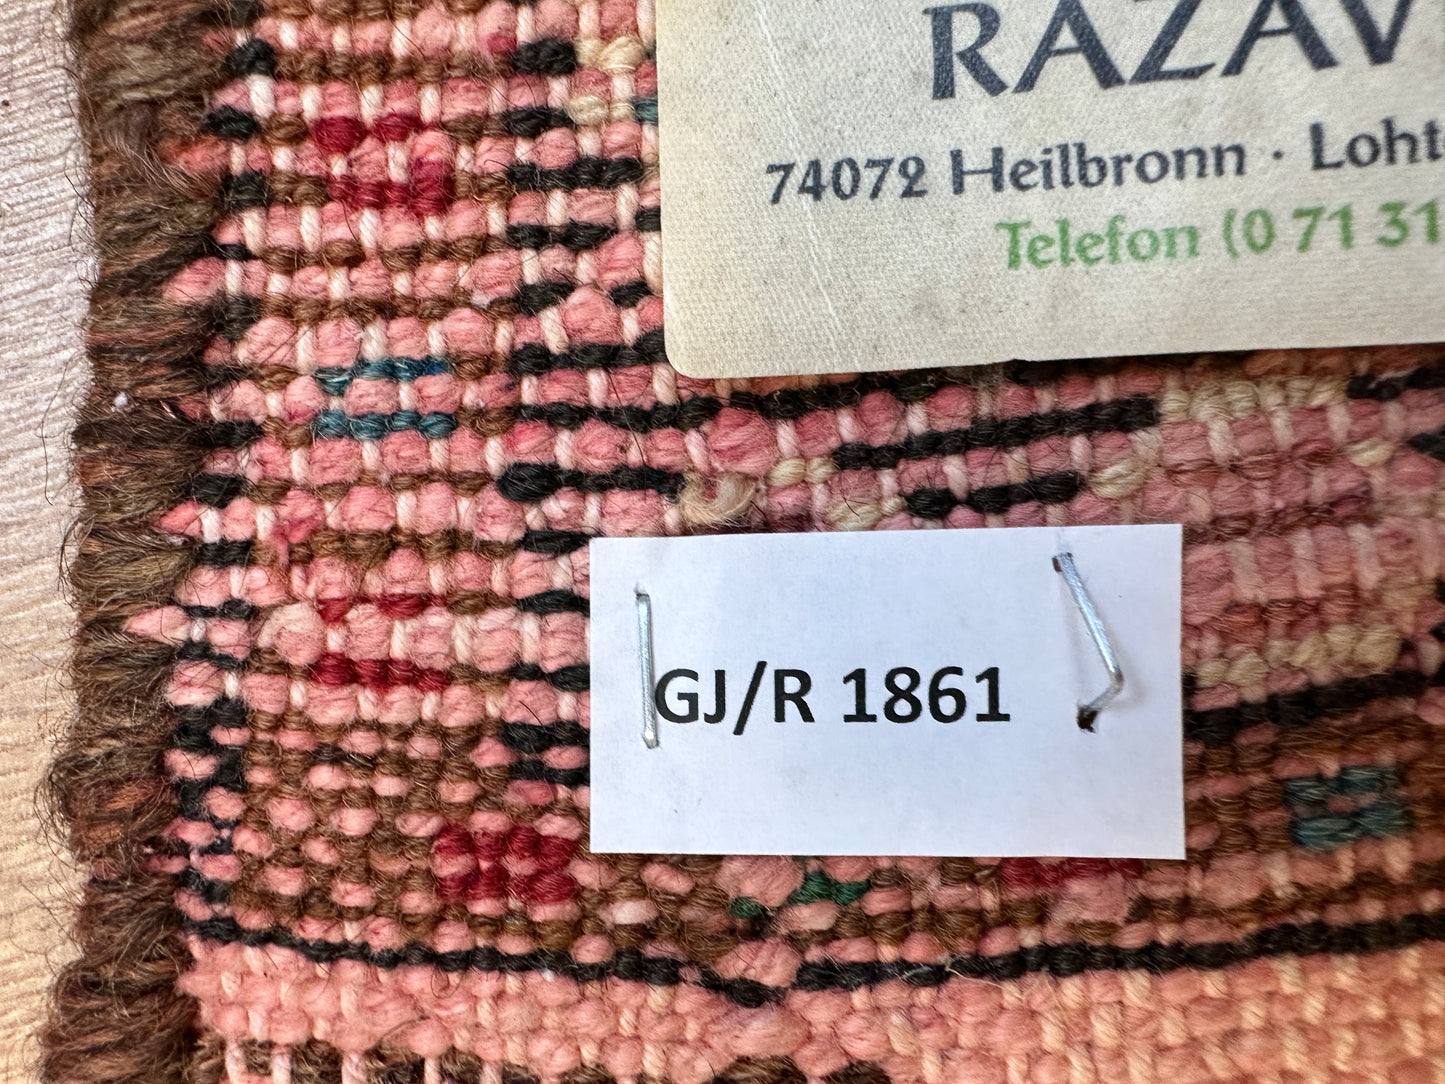 RAZAV
74072 Heilbronn · Loht
Telefon (0 71 31
GJ/R 1861